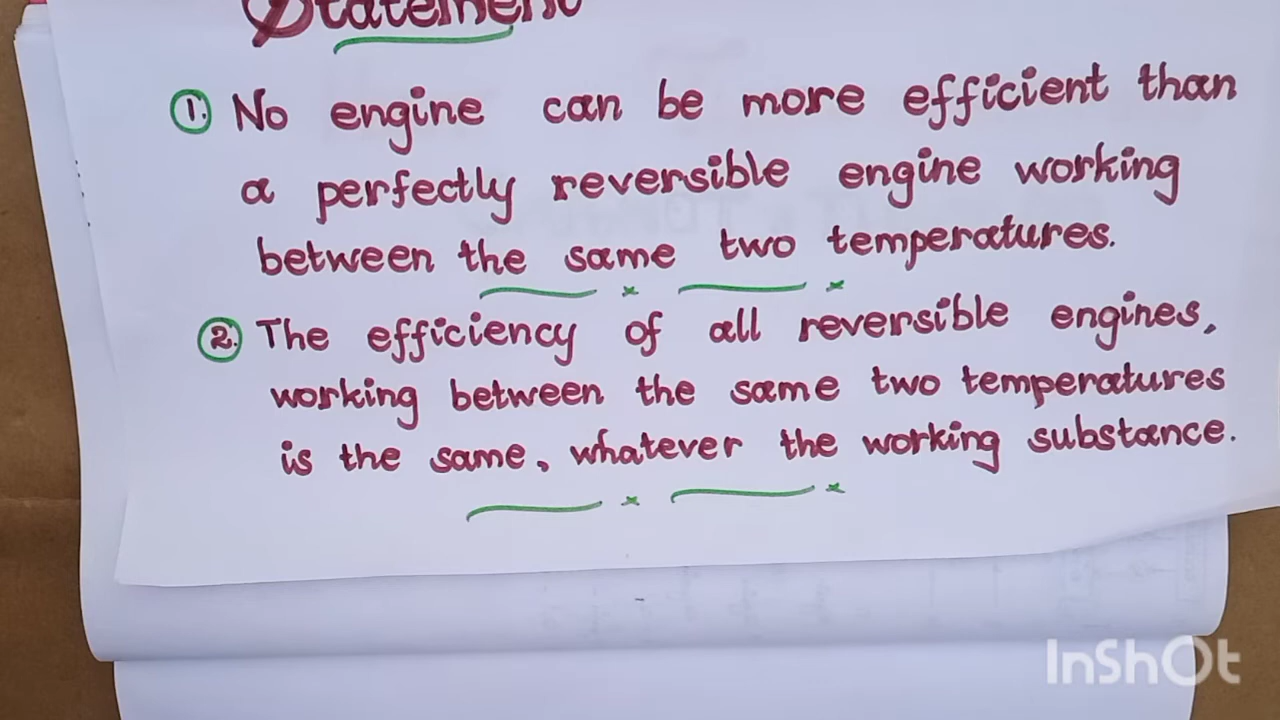 Statement
1. No engine can be more efficient than
a perfectly reversible engine working
between the same two temperatures.
2. The efficiency of all reversible engines,
working between the same two temperatures
is the same, whatever the working substance.
InShOt